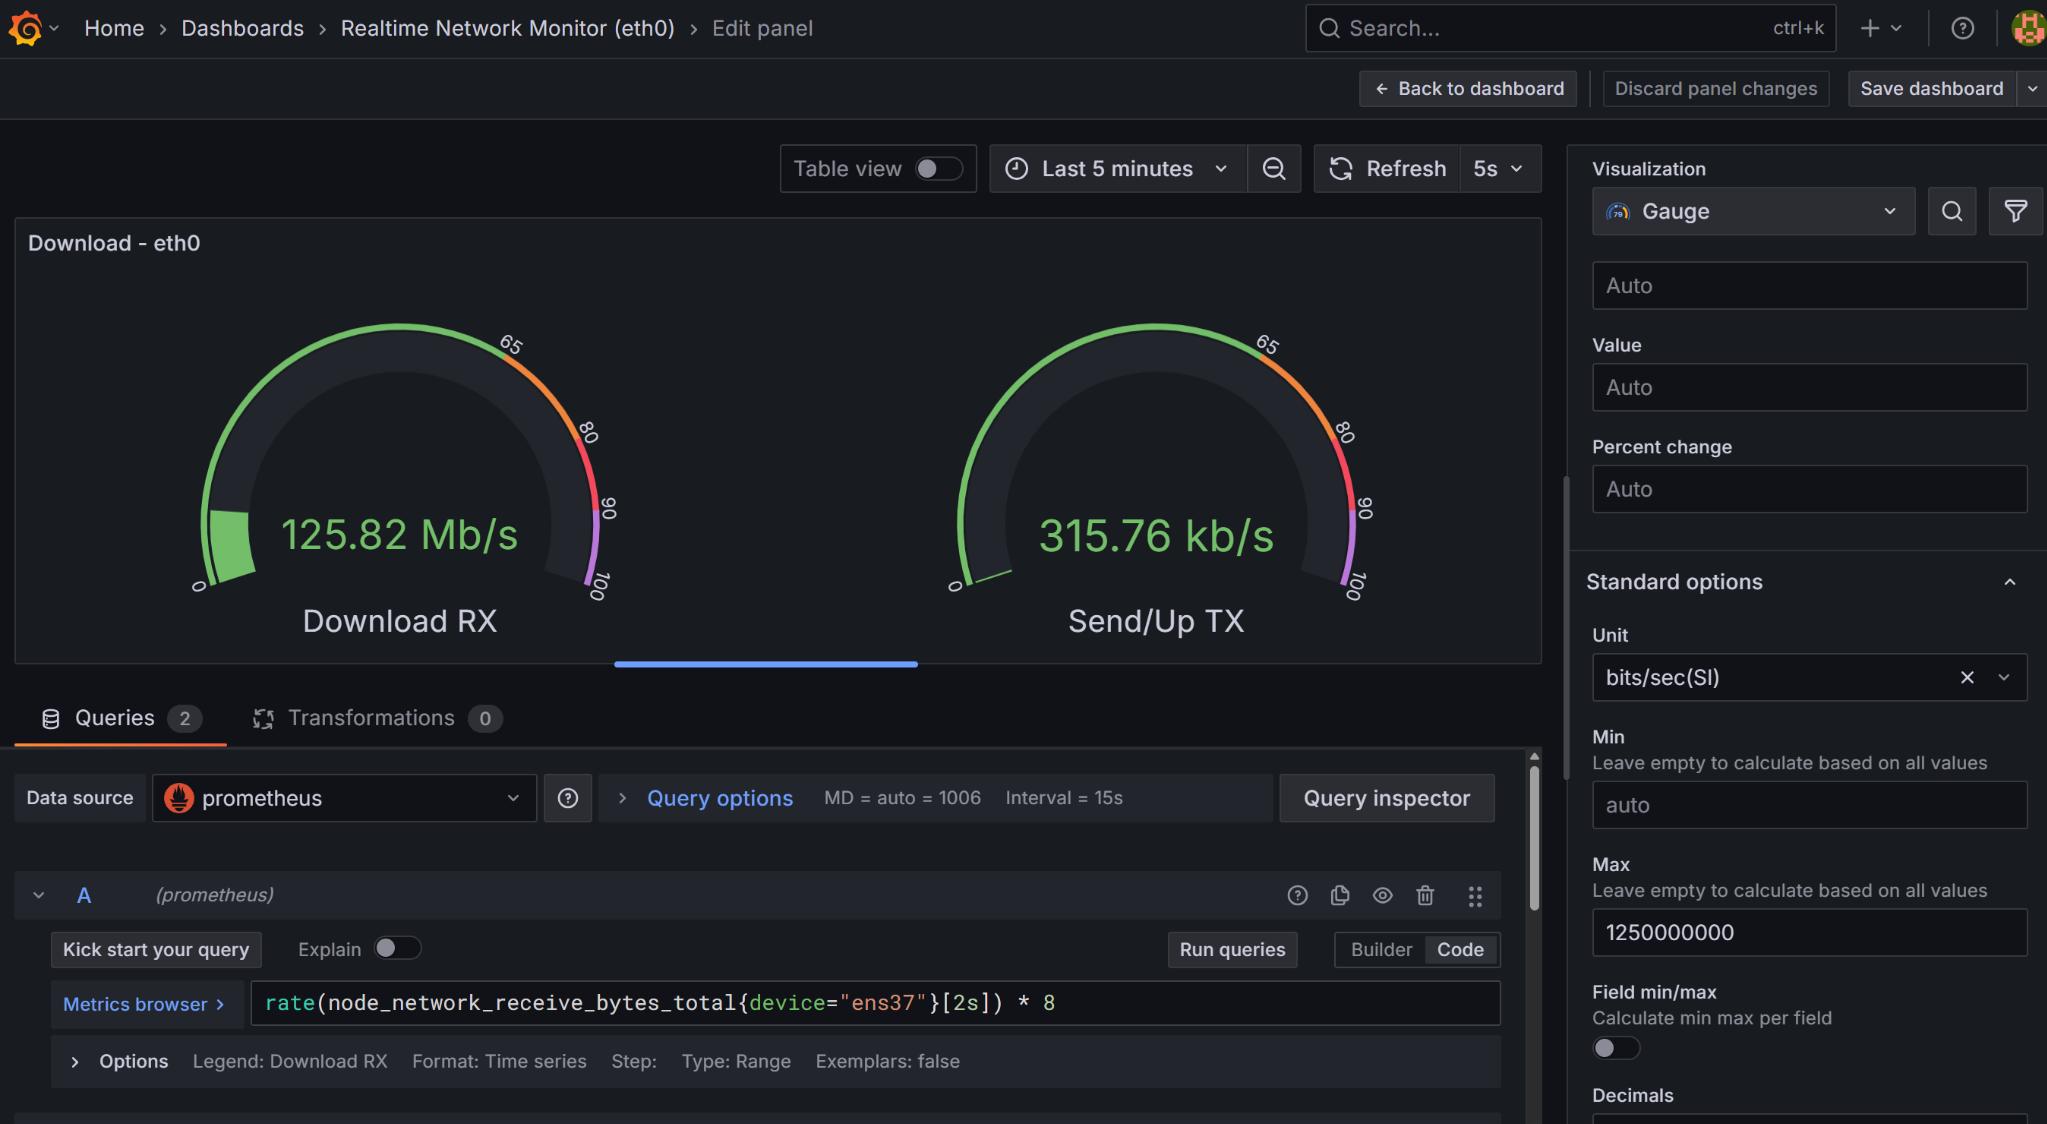 Home › Dashboards › Realtime Network Monitor (eth0) › Edit panel
Search...
ctrl+k
Back to dashboard
Discard panel changes
Save dashboard
Table view
Last 5 minutes
Refresh
5s
Download - eth0
0
65
80
90
100
125.82 Mb/s
Download RX
0
65
80
90
100
315.76 kb/s
Send/Up TX
Queries 2
Transformations 0
Data source
prometheus
Query options
MD = auto = 1006
Interval = 15s
Query inspector
A
(prometheus)
Kick start your query
Explain
Run queries
Builder
Code
Metrics browser
rate(node_network_receive_bytes_total{device="ens37"}[2s]) * 8
Options
Legend: Download RX
Format: Time series
Step:
Type: Range
Exemplars: false
Visualization
79
Gauge
Auto
Value
Auto
Percent change
Auto
Standard options
Unit
bits/sec(SI)
Min
Leave empty to calculate based on all values
auto
Max
Leave empty to calculate based on all values
1250000000
Field min/max
Calculate min max per field
Decimals